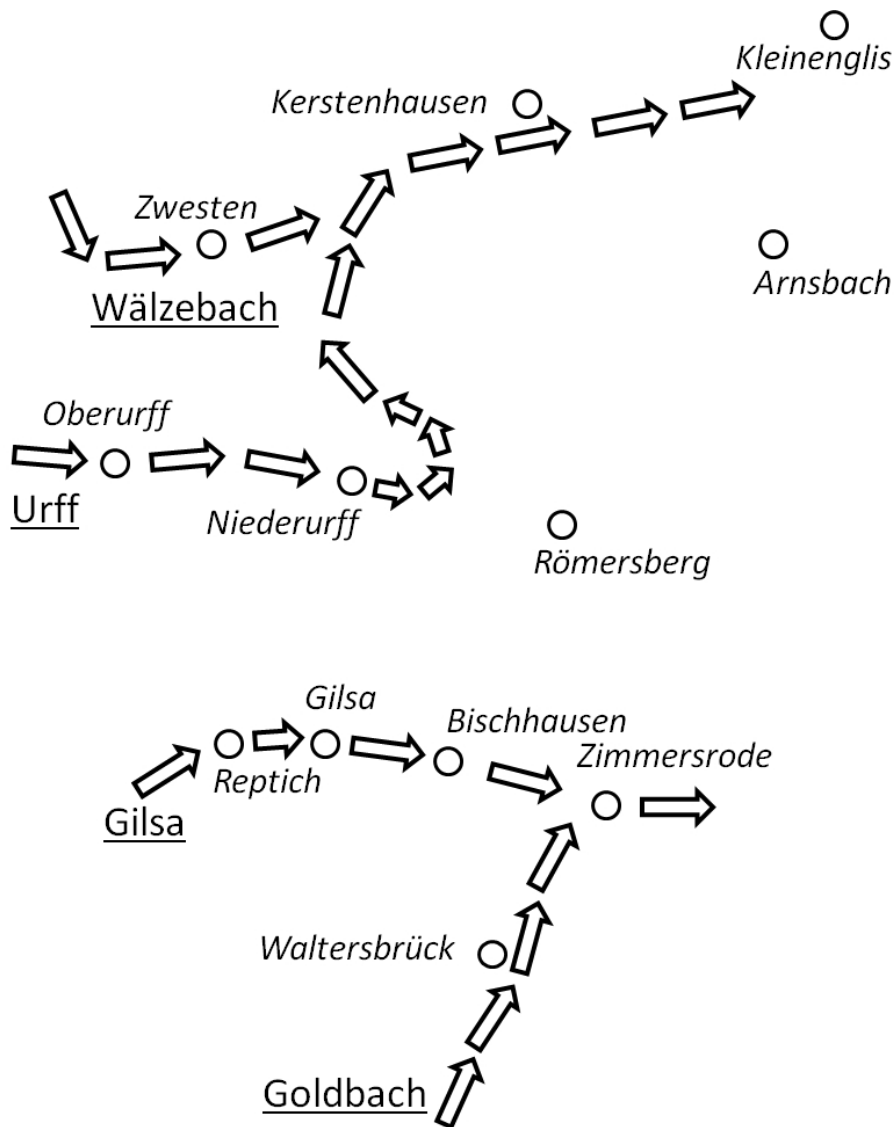 Kleinenglis
Kerstenhausen
Zwesten
Arnsbach
Wälzebach
Oberurff
Urff
Niederurff
Römersberg
Gilsa
Bischhausen
Zimmersrode
Reptich
Gilsa
Waltersbrück
Goldbach